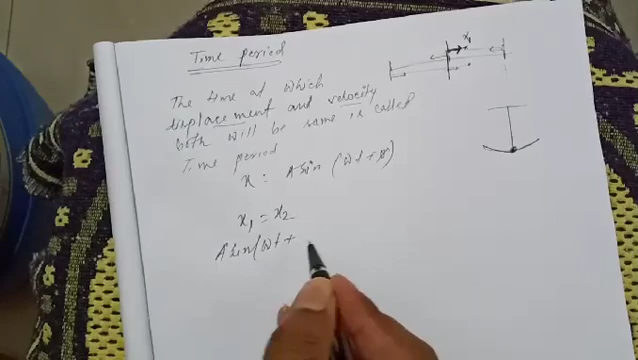 Time period
x₁
The time at which
displacement and velocity
both will be same is called
Time period
x = A sin (ωt + φ)
x₁ = x₂
A sin(ωt +